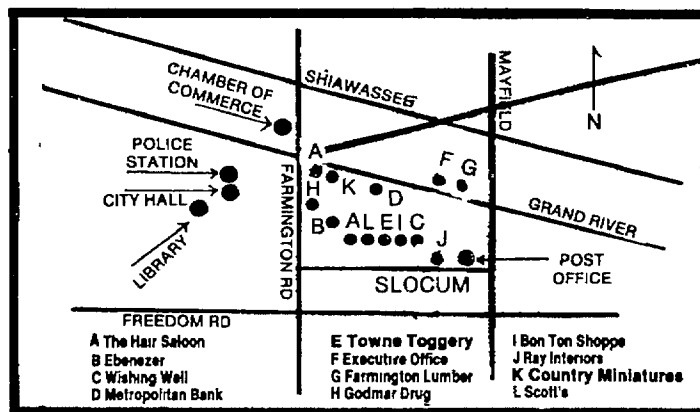 CHAMBER OF
COMMERCE
SHIAWASSEE
MAYFIELD
N
POLICE
STATION
CITY HALL
LIBRARY
FARMINGTON RD
A
H
K
D
F G
GRAND RIVER
B
A L E I C
J
POST
OFFICE
SLOCUM
FREEDOM RD
A The Hair Saloon
B Ebenezer
C Wishing Well
D Metropolitan Bank
E Towne Toggery
F Executive Office
G Farmington Lumber
H Godmar Drug
I Bon Ton Shoppe
J Ray Interiors
K Country Miniatures
L Scott's